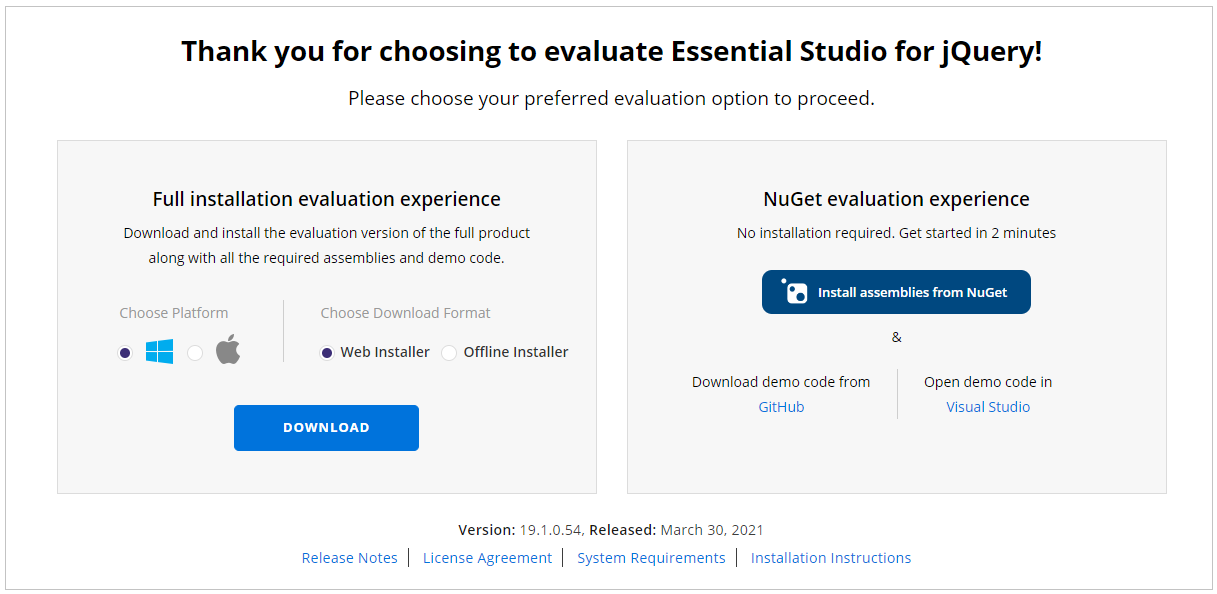 Thank you for choosing to evaluate Essential Studio for jQuery!
Please choose your preferred evaluation option to proceed.
Full installation evaluation experience
Download and install the evaluation version of the full product
along with all the required assemblies and demo code.
Choose Platform
Choose Download Format
Web Installer
Offline Installer
DOWNLOAD
NuGet evaluation experience
No installation required. Get started in 2 minutes
Install assemblies from NuGet
&
Download demo code from
GitHub
Open demo code in
Visual Studio
Version: 19.1.0.54, Released: March 30, 2021
Release Notes | License Agreement | System Requirements | Installation Instructions